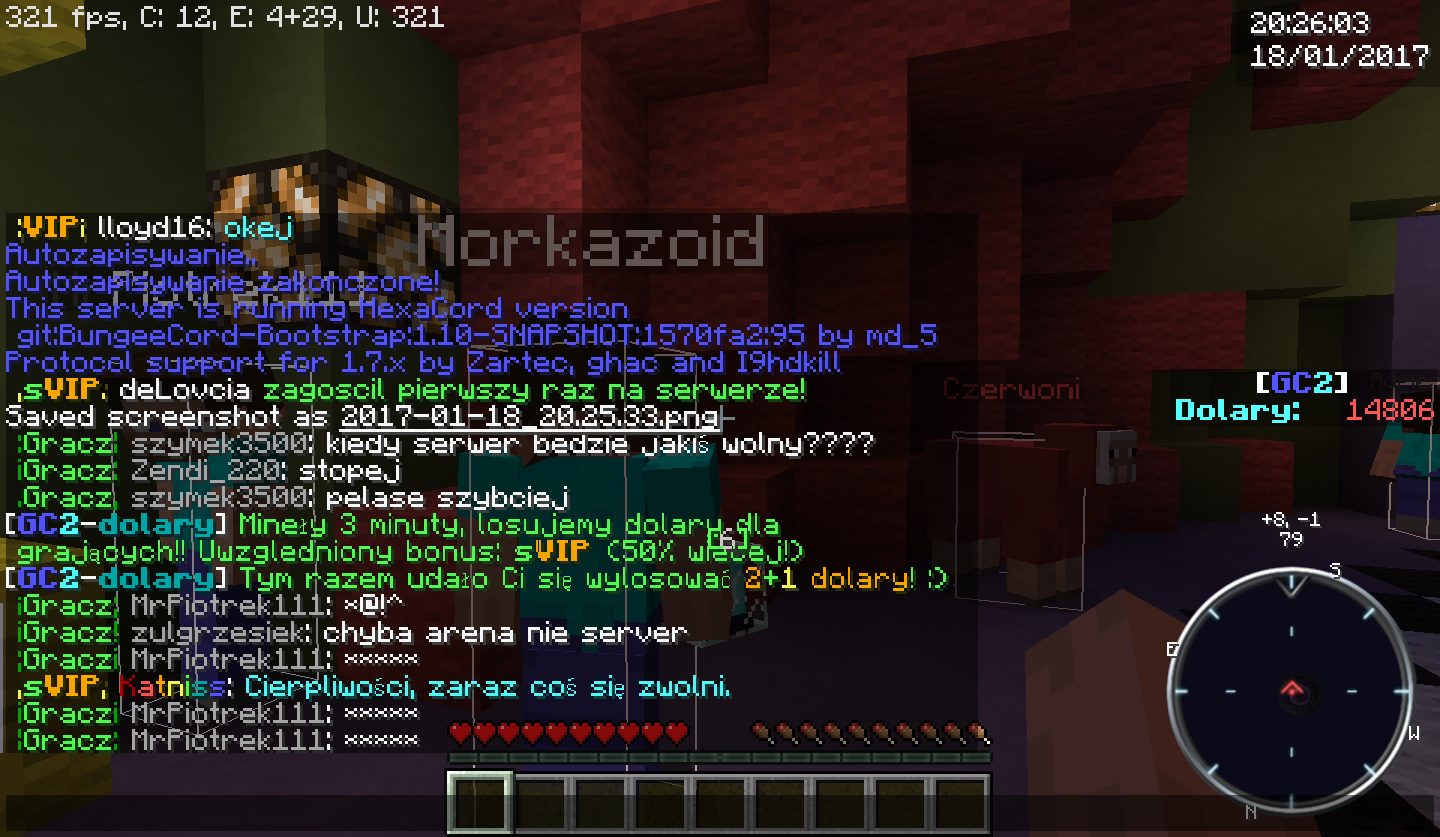 321 fps, C: 12, E: 4+29, U: 321
20:26:03
18/01/2017
Morkazoid
¦VIP¦ lloyd16: okej
Autozapisywanie..
Autozapisywanie zakonczone!
This server is running HexaCord version
git:BungeeCord-Bootstrap:1.10-SNAPSHOT:1570fa2:95 by md_5
Protocol support for 1.7.x by Zartec, ghac and I9hdkill
sVIP deLovcia zagoscil pierwszy raz na serwerze!
Saved screenshot as 2017-01-18_20.25.33.png
Gracz szymek3500: kiedy serwer bedzie jakiś wolny????
Gracz Zendi_220: stopej
Gracz szymek3500: pelase szybciej
[GC2-dolary] Mineły 3 minuty, losujemy dolary dla
grających!! Uwzgledniony bonus: sVIP (50% wiecej!)
[GC2-dolary] Tym razem udało Ci się wylosować 2+1 dolary! :)
Gracz MrPiotrek111: ×@!^
Gracz zulgrzesiek: chyba arena nie server
Gracz MrPiotrek111: ×××××
sVIP Katniss: Cierpliwości, zaraz coś się zwolni.
Gracz MrPiotrek111: ×××××
Gracz MrPiotrek111: ×××××
Czerwoni
[GC2]
Dolary: 14806
+8, -1
79
S
E
W
N